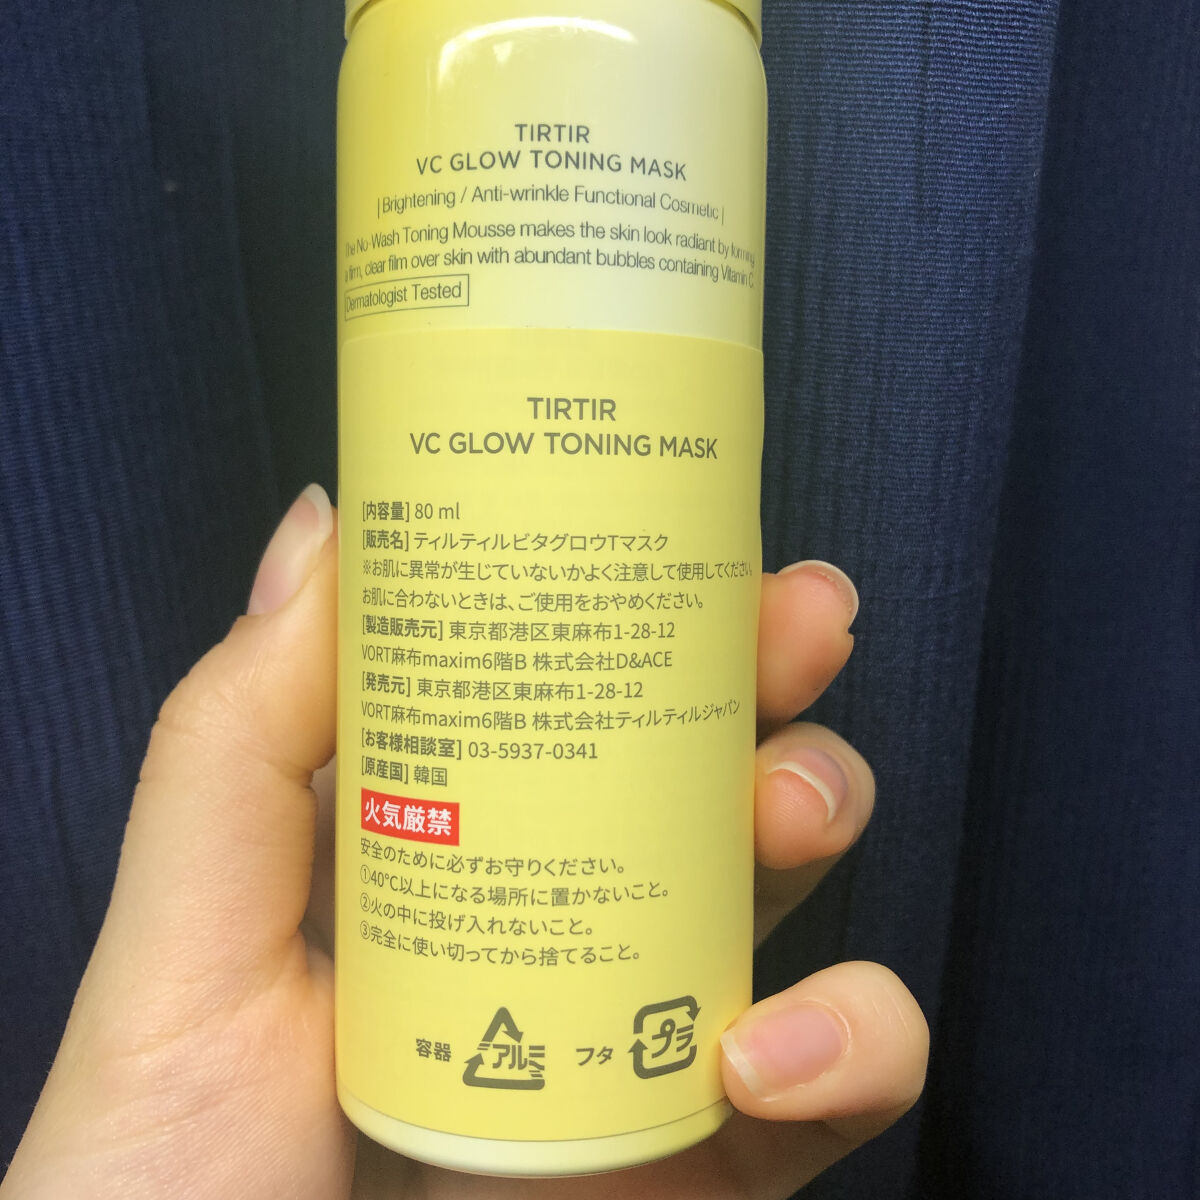 TIRTIR
VC GLOW TONING MASK
| Brightening / Anti-wrinkle Functional Cosmetic |
The No-Wash Toning Mousse makes the skin look radiant by forming
a firm, clear film over skin with abundant bubbles containing Vitamin C.
Dermatologist Tested
TIRTIR
VC GLOW TONING MASK
[内容量] 80 ml
[販売名] ティルティルビタグロウTマスク
※お肌に異常が生じていないかよく注意して使用してください。
お肌に合わないときは、ご使用をおやめください。
[製造販売元] 東京都港区東麻布1-28-12
VORT麻布maxim6階B 株式会社D&ACE
[発売元] 東京都港区東麻布1-28-12
VORT麻布maxim6階B 株式会社ティルティルジャパン
[お客様相談室] 03-5937-0341
[原産国] 韓国
火気厳禁
安全のために必ずお守りください。
①40℃以上になる場所に置かないこと。
②火の中に投げ入れないこと。
③完全に使い切ってから捨てること。
容器 アルミ フタ プラ